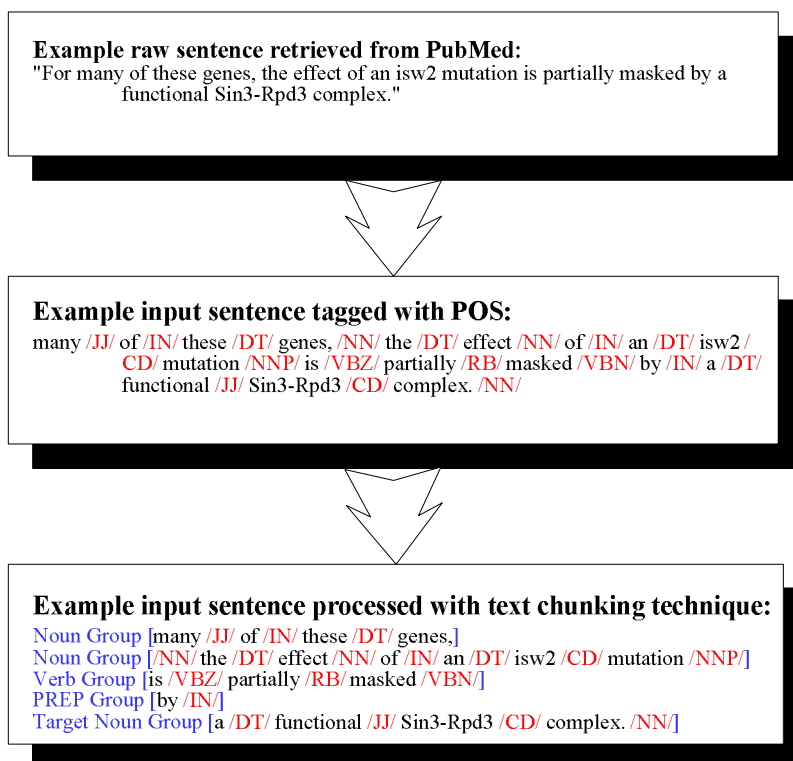 Example raw sentence retrieved from PubMed:
"For many of these genes, the effect of an isw2 mutation is partially masked by a
functional Sin3-Rpd3 complex."
Example input sentence tagged with POS:
many /JJ/ of /IN/ these /DT/ genes, /NN/ the /DT/ effect /NN/ of /IN/ an /DT/ isw2 /
CD/ mutation /NNP/ is /VBZ/ partially /RB/ masked /VBN/ by /IN/ a /DT/
functional /JJ/ Sin3-Rpd3 /CD/ complex. /NN/
Example input sentence processed with text chunking technique:
Noun Group [many /JJ/ of /IN/ these /DT/ genes,]
Noun Group [/NN/ the /DT/ effect /NN/ of /IN/ an /DT/ isw2 /CD/ mutation /NNP/]
Verb Group [is /VBZ/ partially /RB/ masked /VBN/]
PREP Group [by /IN/]
Target Noun Group [a /DT/ functional /JJ/ Sin3-Rpd3 /CD/ complex. /NN/]